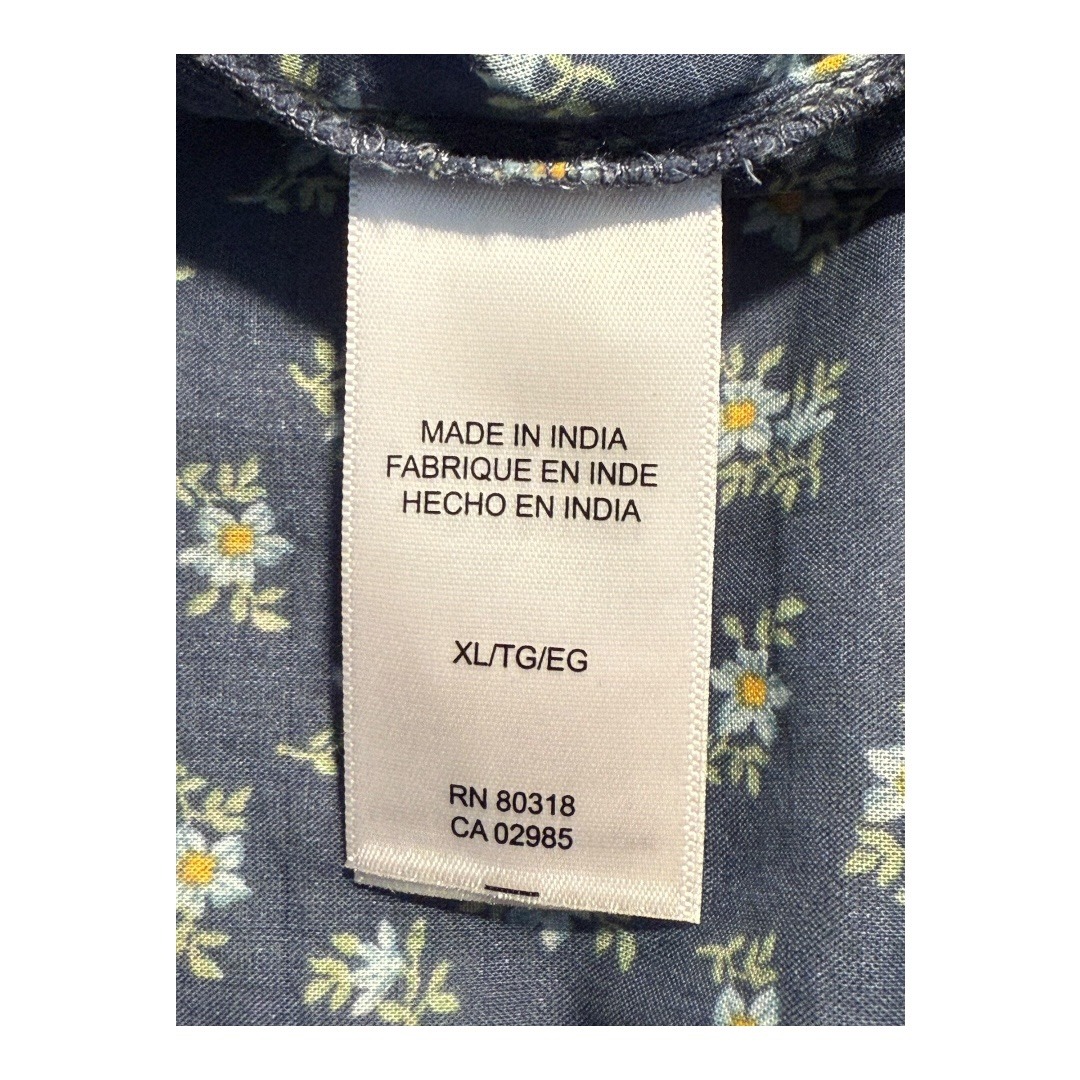 MADE IN INDIA
FABRIQUE EN INDE
HECHO EN INDIA
XL/TG/EG
RN 80318
CA 02985